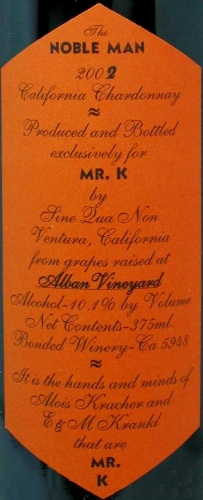 The
NOBLE MAN
2002
California Chardonnay
≈
Produced and Bottled
exclusively for
MR. K
by
Sine Qua Non
Ventura, California
from grapes raised at
Alban Vineyard
Alcohol-10.1% by Volume
Net Contents-375ml.
Bonded Winery-Ca 5948
≈
It is the hands and minds of
Alois Kracher and
E & M Krankl
that are
MR.
K